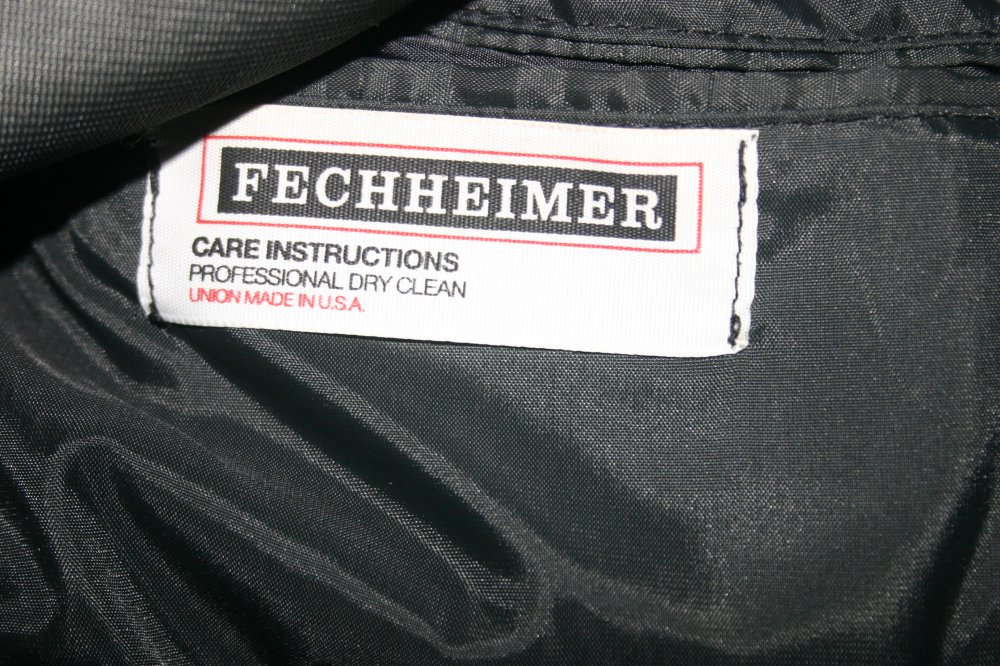 FECHHEIMER
CARE INSTRUCTIONS
PROFESSIONAL DRY CLEAN
UNION MADE IN U.S.A.